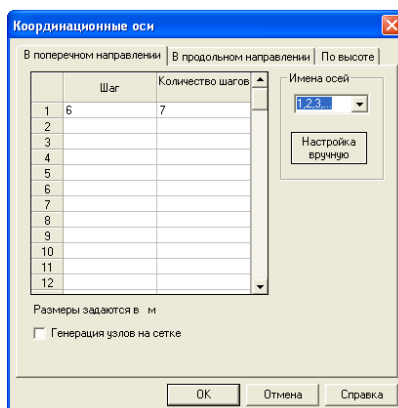 Координационные оси
В поперечном направлении В продольном направлении По высоте
Шаг Количество шагов
1 6 7
2
3
4
5
6
7
8
9
10
11
12
Имена осей
1,2,3,...
Настройка
вручную
Размеры задаются в м
Генерация узлов на сетке
OK Отмена Справка